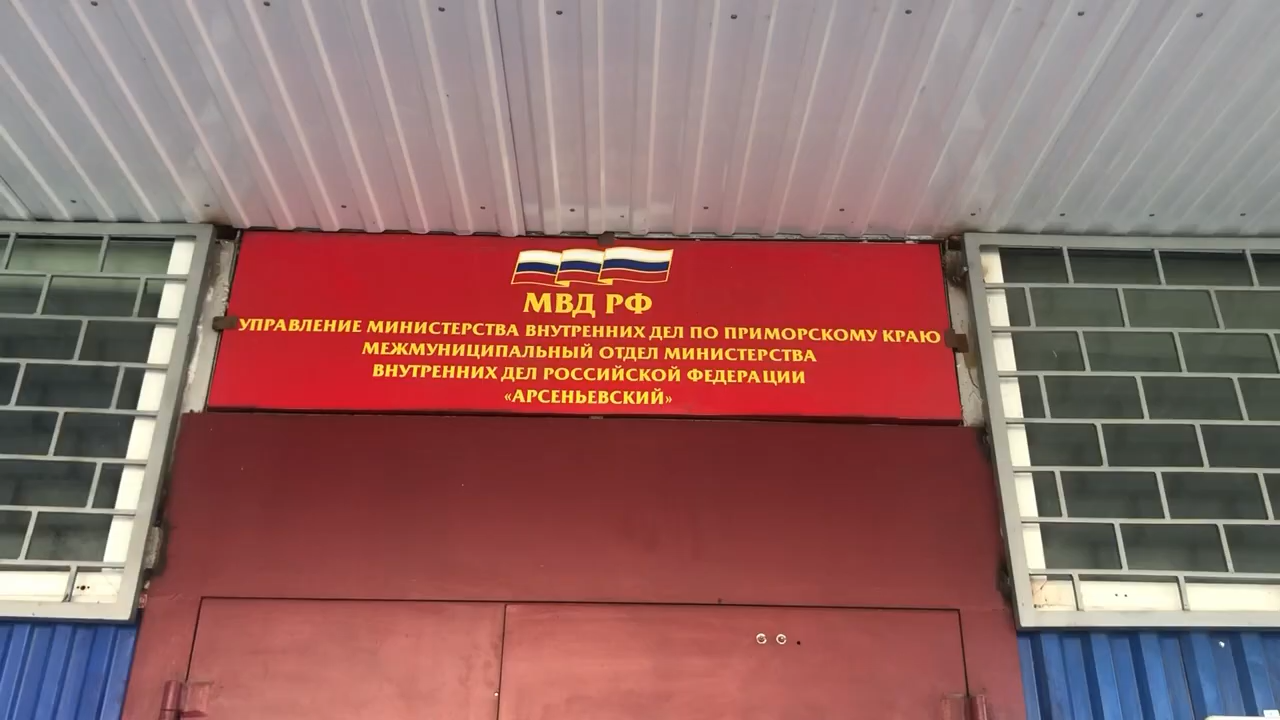 МВД РФ
УПРАВЛЕНИЕ МИНИСТЕРСТВА ВНУТРЕННИХ ДЕЛ ПО ПРИМОРСКОМУ КРАЮ
МЕЖМУНИЦИПАЛЬНЫЙ ОТДЕЛ МИНИСТЕРСТВА
ВНУТРЕННИХ ДЕЛ РОССИЙСКОЙ ФЕДЕРАЦИИ
«АРСЕНЬЕВСКИЙ»